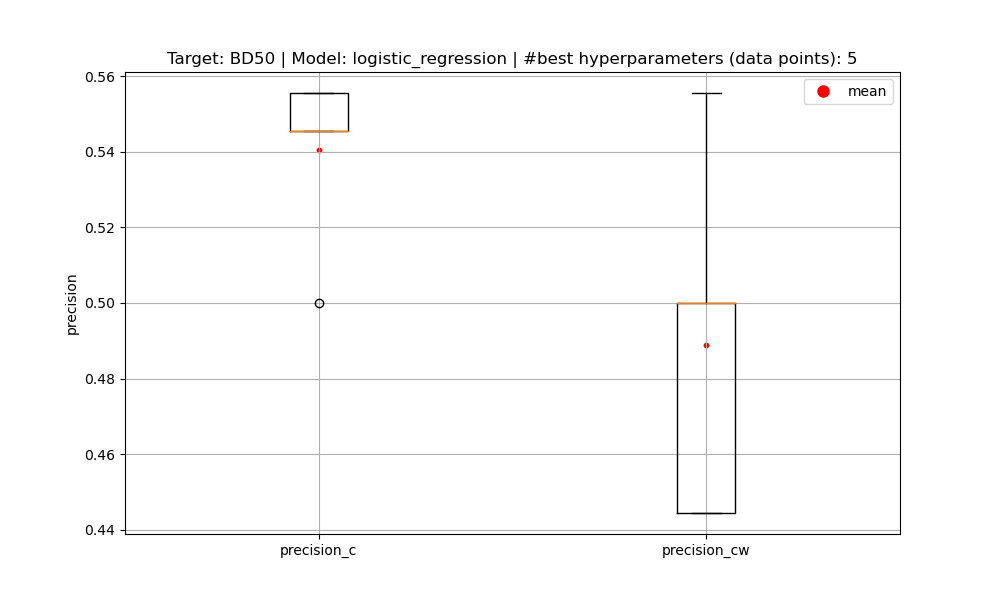 Target: BD50 | Model: logistic_regression | #best hyperparameters (data points): 5
mean
0.56
0.54
0.52
0.50
0.48
0.46
0.44
precision
precision_c
precision_cw